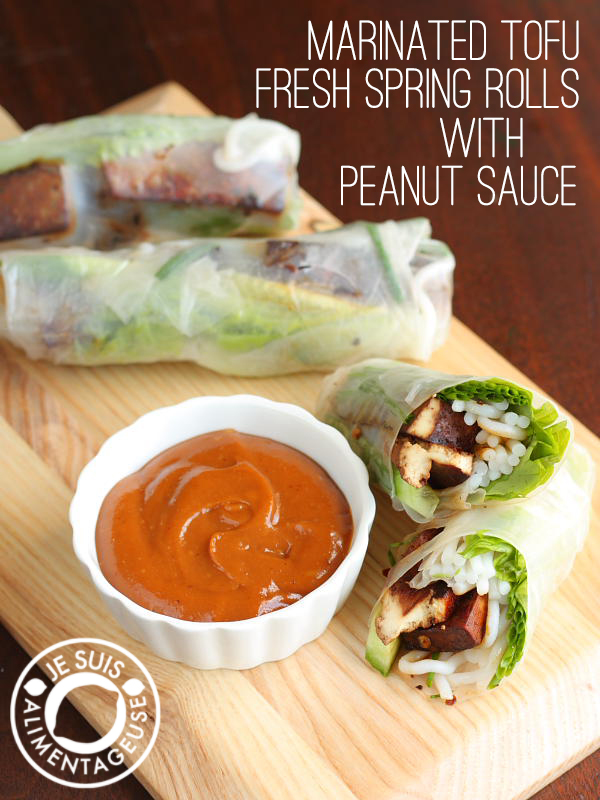 MARINATED TOFU
FRESH SPRING ROLLS
WITH
PEANUT SAUCE
JE SUIS
ALIMENTAGEUSE